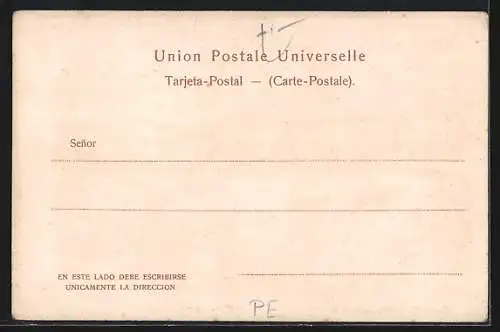 Union Postale Universelle
Tarjeta-Postal — (Carte-Postale).
Señor
EN ESTE LADO DEBE ESCRIBIRSE
UNICAMENTE LA DIRECCION
PE